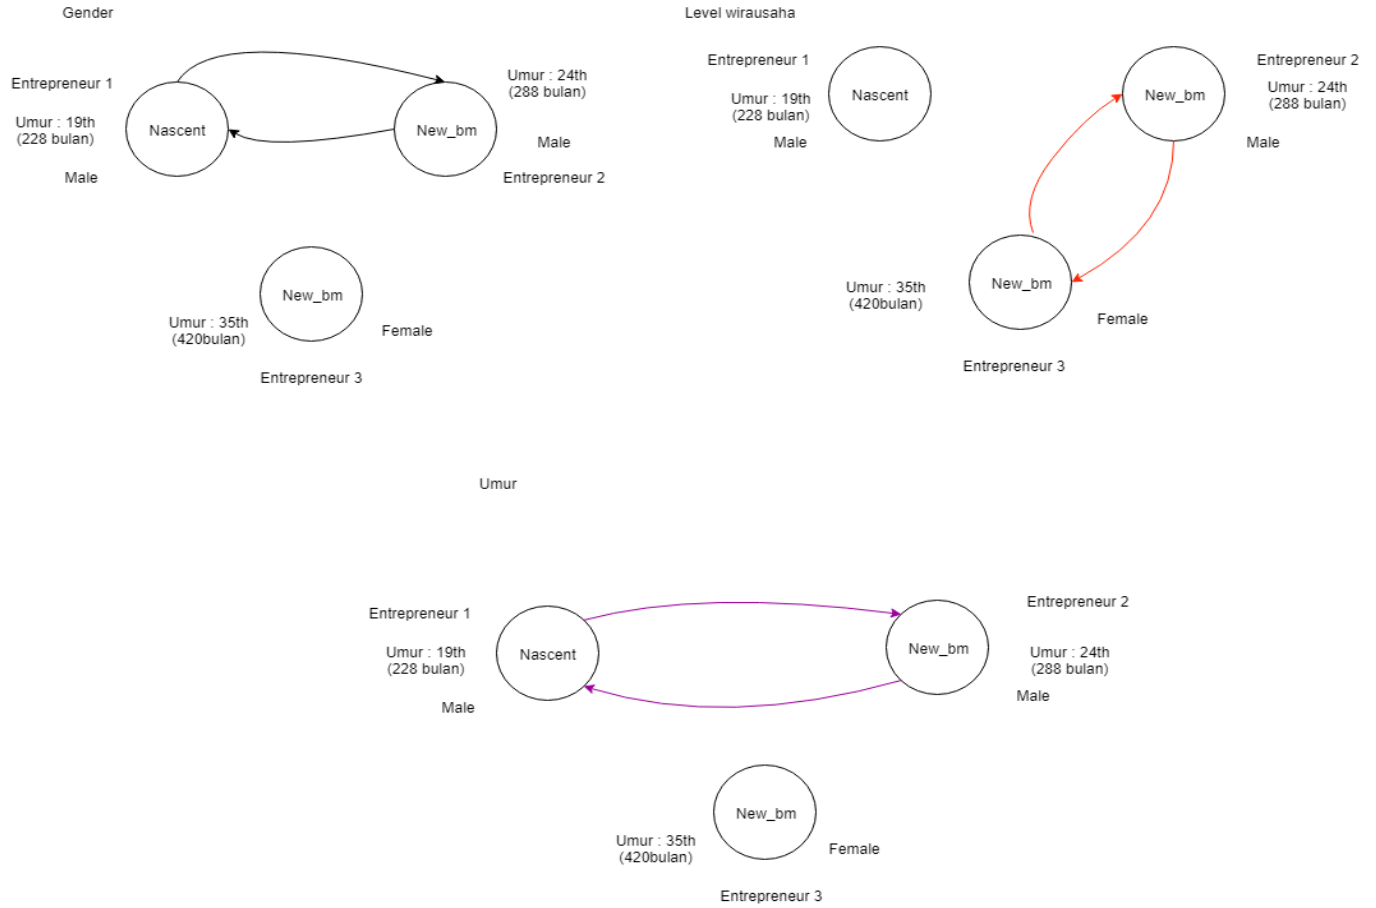 Gender
Entrepreneur 1
Umur : 19th
(228 bulan)
Male
Nascent
New_bm
Umur : 24th
(288 bulan)
Male
Entrepreneur 2
New_bm
Umur : 35th
(420bulan)
Female
Entrepreneur 3
Level wirausaha
Entrepreneur 1
Umur : 19th
(228 bulan)
Male
Nascent
New_bm
Entrepreneur 2
Umur : 24th
(288 bulan)
Male
New_bm
Umur : 35th
(420bulan)
Female
Entrepreneur 3
Umur
Entrepreneur 1
Umur : 19th
(228 bulan)
Male
Nascent
New_bm
Entrepreneur 2
Umur : 24th
(288 bulan)
Male
New_bm
Umur : 35th
(420bulan)
Female
Entrepreneur 3